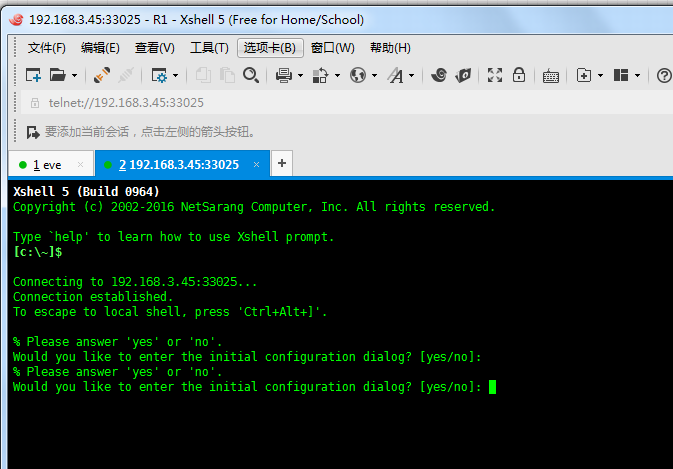 192.168.3.45:33025 - R1 - Xshell 5 (Free for Home/School)
文件(F) 编辑(E) 查看(V) 工具(T) 选项卡(B) 窗口(W) 帮助(H)
telnet://192.168.3.45:33025
要添加当前会话，点击左侧的箭头按钮。
1 eve 2 192.168.3.45:33025
Xshell 5 (Build 0964)
Copyright (c) 2002-2016 NetSarang Computer, Inc. All rights reserved.
Type `help' to learn how to use Xshell prompt.
[c:\~]$
Connecting to 192.168.3.45:33025...
Connection established.
To escape to local shell, press 'Ctrl+Alt+]'.
% Please answer 'yes' or 'no'.
Would you like to enter the initial configuration dialog? [yes/no]:
% Please answer 'yes' or 'no'.
Would you like to enter the initial configuration dialog? [yes/no]: